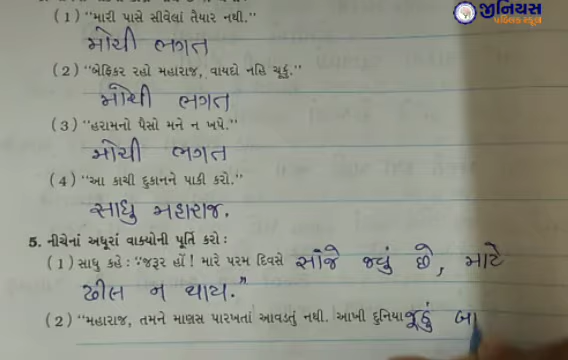 જીનિયસ
પબ્લિક સ્કૂલ
(1) "મારી પાસે સીવેલાં તૈયાર નથી."
મોચી ભગત
(2) "બેફિકર રહો મહારાજ, વાયદો નહિ ચૂકું."
મોચી ભગત
(3) "હરામનો પૈસો મને ન ખપે."
મોચી ભગત
(4) "આ કાચી દુકાનને પાકી કરો."
સાધુ મહારાજ.
5. નીચેનાં અધૂરાં વાક્યોની પૂર્તિ કરો :
(1) સાધુ કહે : "જરૂર હોં ! મારે પરમ દિવસે સાંજે જવું છે, માટે
ઢીલ ન થાય."
(2) "મહારાજ, તમને માણસ પારખતાં આવડતું નથી. આખી દુનિયા જૂઠું બા